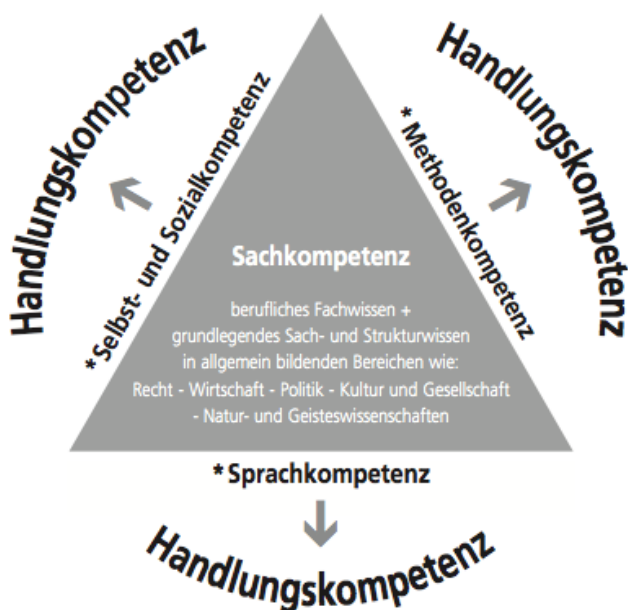 Handlungskompetenz
Handlungskompetenz
*Selbst- und Sozialkompetenz
* Methodenkompetenz
Sachkompetenz
berufliches Fachwissen +
grundlegendes Sach- und Strukturwissen
in allgemein bildenden Bereichen wie:
Recht - Wirtschaft - Politik - Kultur und Gesellschaft
- Natur- und Geisteswissenschaften
*Sprachkompetenz
Handlungskompetenz